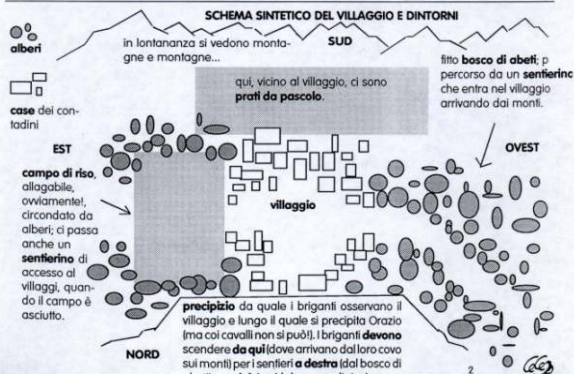 SCHEMA SINTETICO DEL VILLAGGIO E DINTORNI
alberi
in lontananza si vedono monta-
gne e montagne...
SUD
fitto bosco di abeti; p
percorso da un sentierinc
che entra nel villaggio
arrivando dai monti.
qui, vicino al villaggio, ci sono
prati da pascolo.
case dei con-
tadini
EST
OVEST
campo di riso,
allagabile,
ovviamente!,
circondato da
alberi; ci passa
anche un
sentierino di
accesso al
villaggi, quan-
do il campo è
asciutto.
villaggio
precipizio da quale i briganti osservano il
villaggio e lungo il quale si precipita Orazio
(ma coi cavalli non si può!). I briganti devono
scendere da qui (dove arrivano dal loro covo
sui monti) per i sentieri a destra (dal bosco di
NORD
2